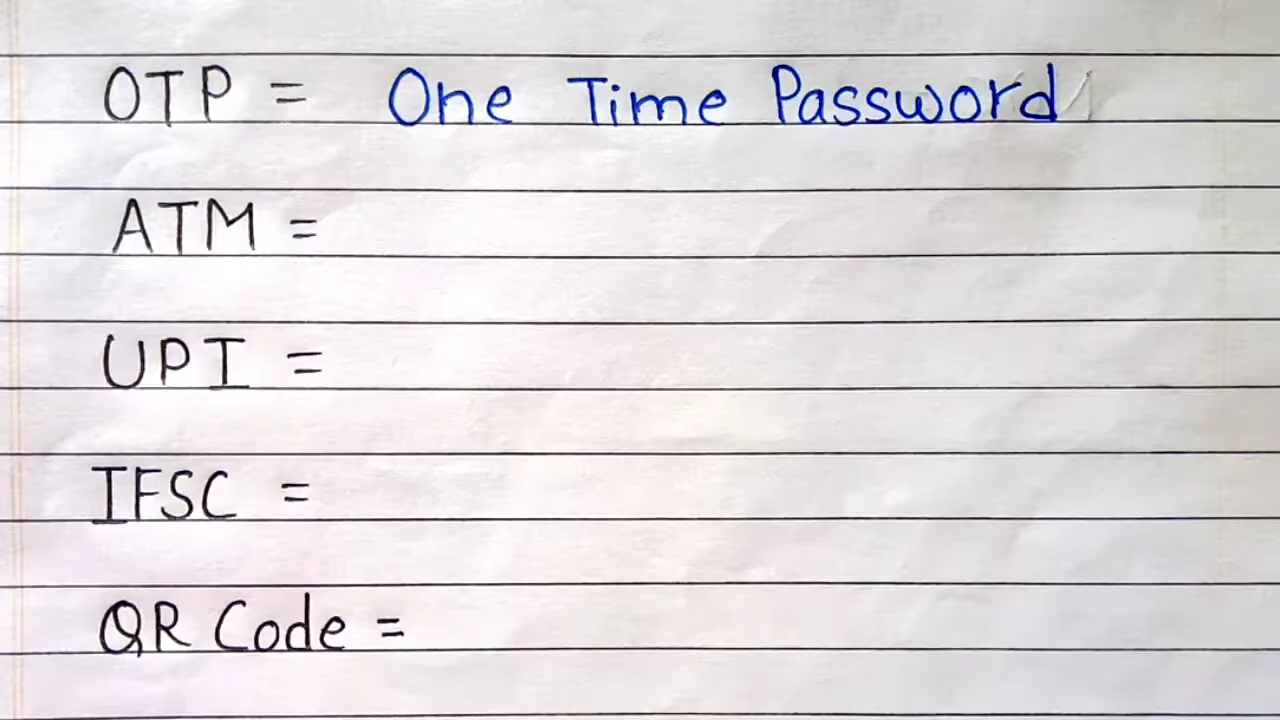 OTP = One Time Password
ATM =
UPI =
IFSC =
QR Code =